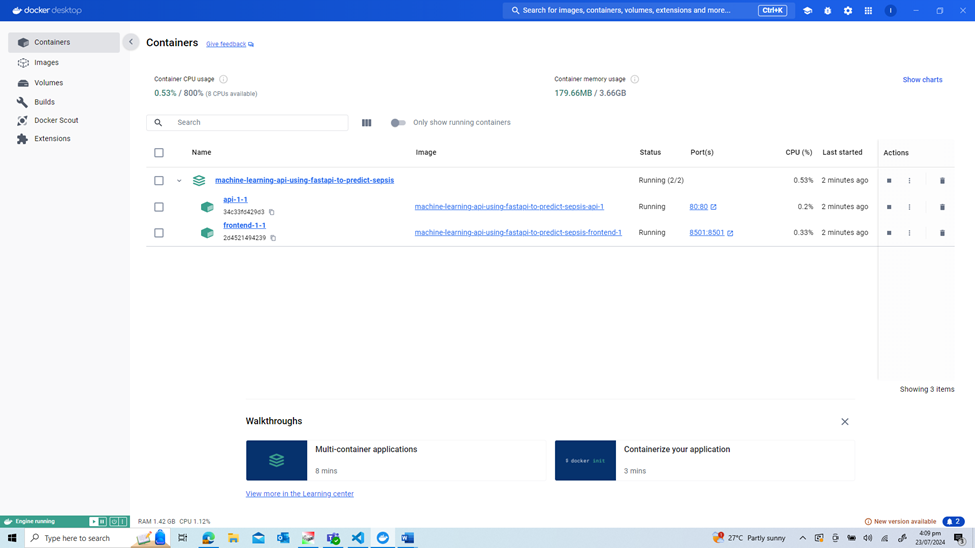 docker desktop
Search for images, containers, volumes, extensions and more...
Ctrl+K
I
Containers
Images
Volumes
Builds
Docker Scout
Extensions
Containers
Give feedback
Container CPU usage
0.53% / 800% (8 CPUs available)
Container memory usage
179.66MB / 3.66GB
Show charts
Search
Only show running containers
Name Image Status Port(s) CPU (%) Last started Actions
machine-learning-api-using-fastapi-to-predict-sepsis Running (2/2) 0.53% 2 minutes ago
api-1-1
34c33fd429d3
machine-learning-api-using-fastapi-to-predict-sepsis-api-1 Running 80:80 0.2% 2 minutes ago
frontend-1-1
2d4521494239
machine-learning-api-using-fastapi-to-predict-sepsis-frontend-1 Running 8501:8501 0.33% 2 minutes ago
Showing 3 items
Walkthroughs
Multi-container applications
8 mins
$ docker init
Containerize your application
3 mins
View more in the Learning center
Engine running
RAM 1.42 GB CPU 1.12%
New version available
2
Type here to search
27°C Partly sunny
4:09 pm
23/07/2024
3